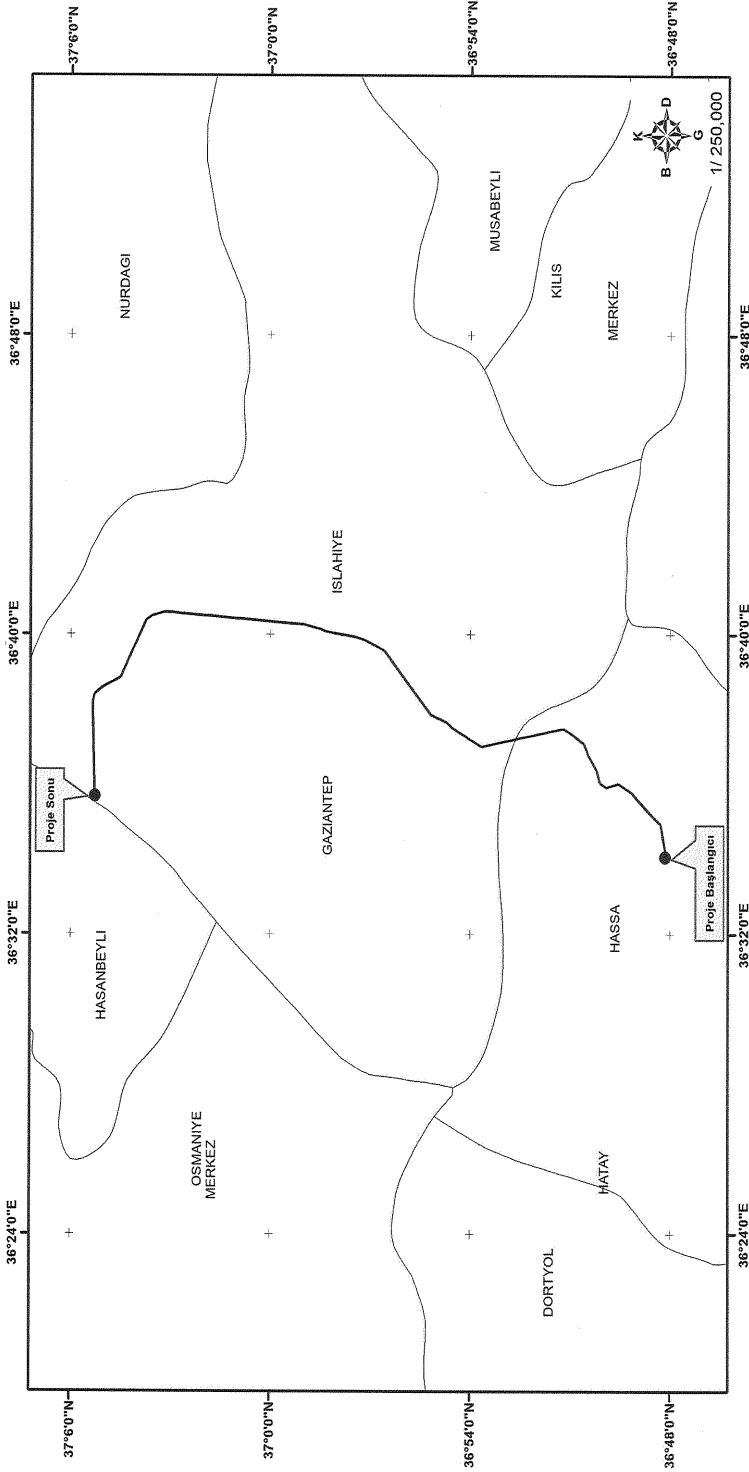 36°24'0"E
36°32'0"E
36°40'0"E
36°48'0"E
37°6'0"N
37°6'0"N
Proje Sonu
HASANBEYLI
NURDAGI
OSMANIYE
MERKEZ
37°0'0"N
37°0'0"N
GAZIANTEP
ISLAHIYE
36°54'0"N
36°54'0"N
MUSABEYLI
KILIS
DORTYOL
HATAY
HASSA
MERKEZ
36°48'0"N
36°48'0"N
K
B
D
G
Proje Başlangıcı
1/ 250,000
36°24'0"E
36°32'0"E
36°40'0"E
36°48'0"E